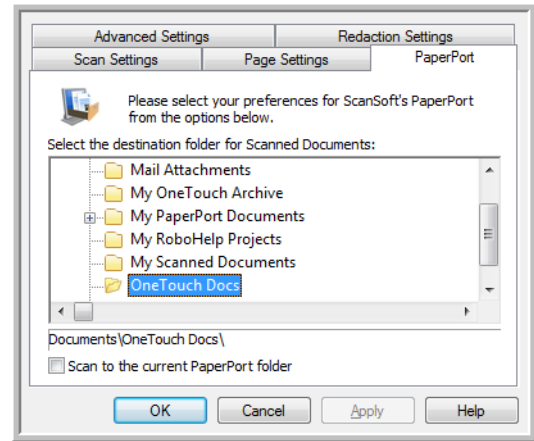 Advanced Settings Redaction Settings
Scan Settings Page Settings PaperPort
Please select your preferences for ScanSoft's PaperPort
from the options below.
Select the destination folder for Scanned Documents:
Mail Attachments
My OneTouch Archive
My PaperPort Documents
My RoboHelp Projects
My Scanned Documents
OneTouch Docs
Documents\OneTouch Docs\
Scan to the current PaperPort folder
OK Cancel Apply Help